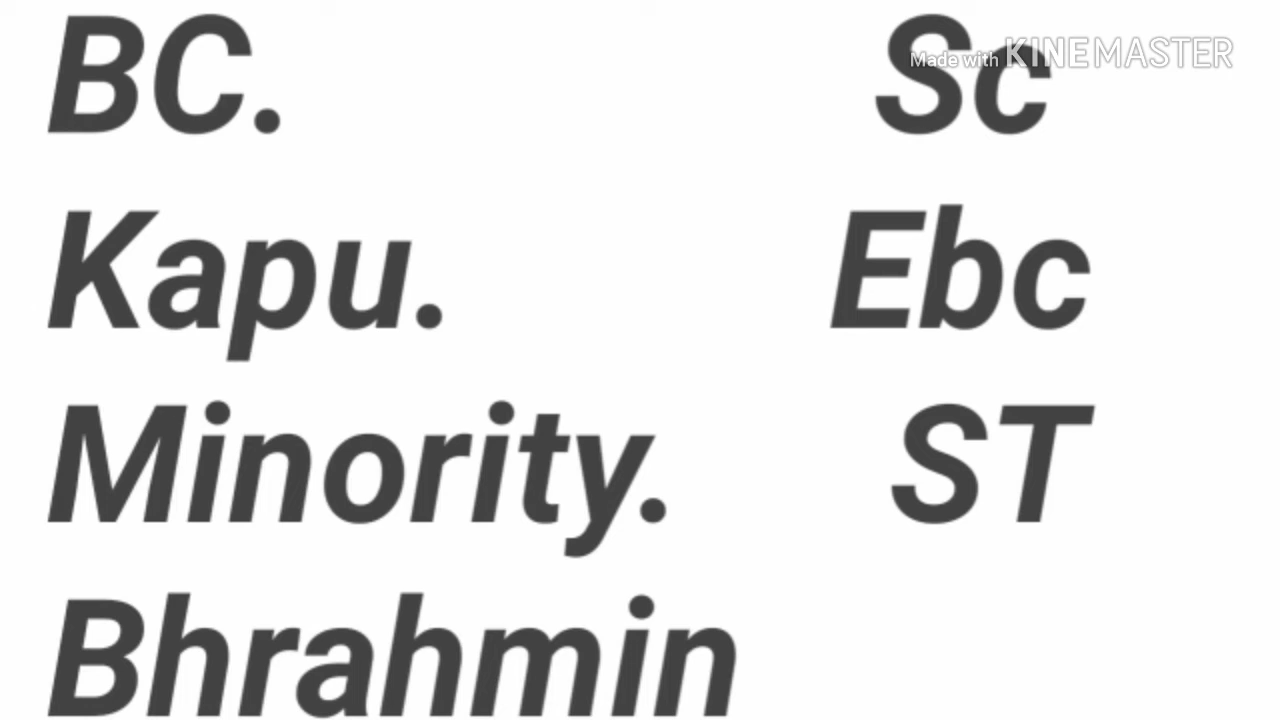 BC. Sc
Made with KINEMASTER
Kapu. Ebc
Minority. ST
Bhrahmin